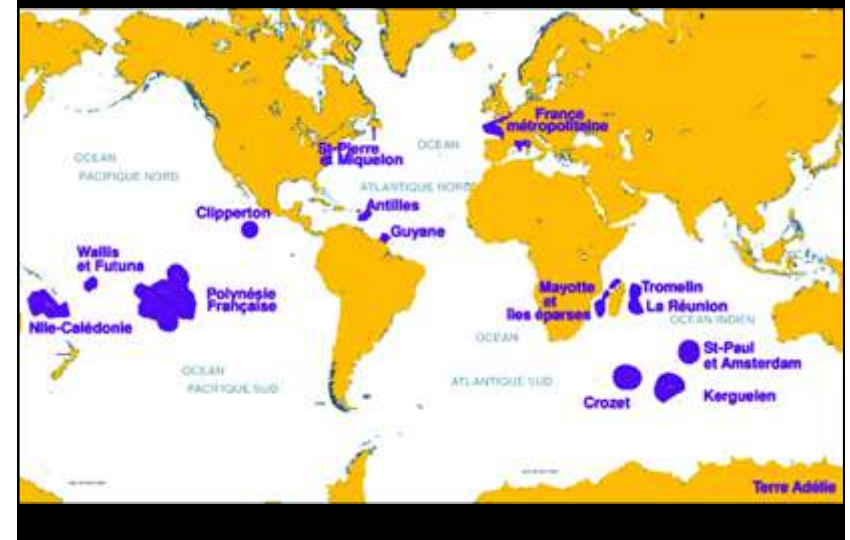 France
métropolitaine
St-Pierre
et Miquelon
OCEAN
OCEAN
PACIFIQUE NORD
ATLANTIQUE NORD
Antilles
Clipperton
Guyane
Wallis
et Futuna
Polynésie
Française
Nlle-Calédonie
Mayotte
et
îles éparses
Tromelin
La Réunion
OCEAN INDIEN
OCEAN
ATLANTIQUE SUD
St-Paul
et Amsterdam
OCEAN
PACIFIQUE SUD
Crozet
Kerguelen
Terre Adélie